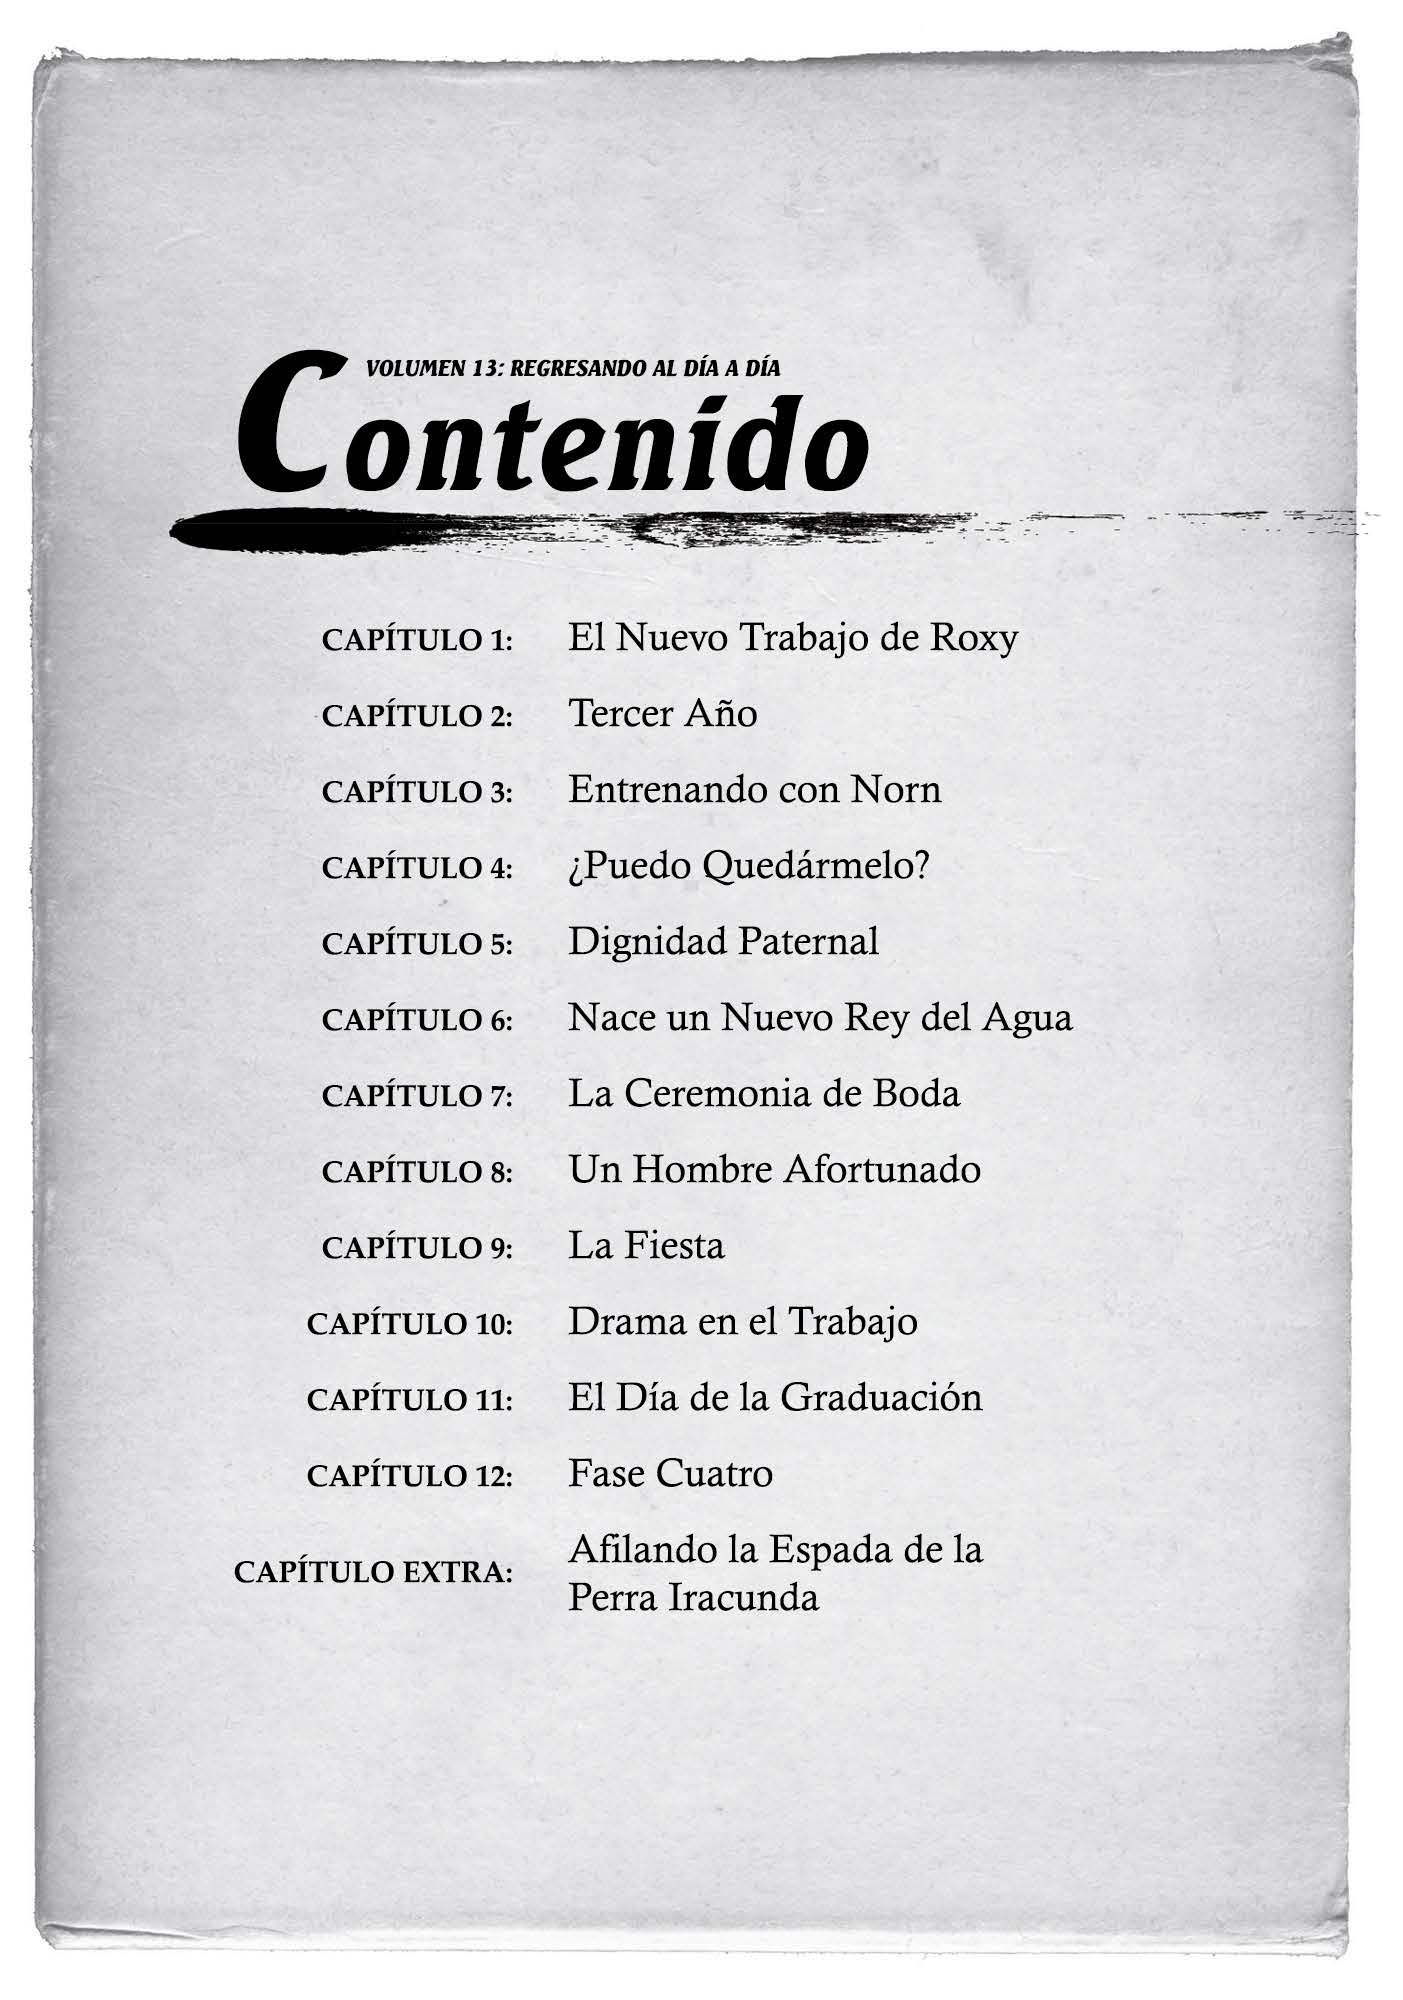 VOLUMEN 13: REGRESANDO AL DÍA A DÍA
Contenido
CAPÍTULO 1: El Nuevo Trabajo de Roxy
CAPÍTULO 2: Tercer Año
CAPÍTULO 3: Entrenando con Norn
CAPÍTULO 4: ¿Puedo Quedármelo?
CAPÍTULO 5: Dignidad Paternal
CAPÍTULO 6: Nace un Nuevo Rey del Agua
CAPÍTULO 7: La Ceremonia de Boda
CAPÍTULO 8: Un Hombre Afortunado
CAPÍTULO 9: La Fiesta
CAPÍTULO 10: Drama en el Trabajo
CAPÍTULO 11: El Día de la Graduación
CAPÍTULO 12: Fase Cuatro
CAPÍTULO EXTRA: Afilando la Espada de la
Perra Iracunda